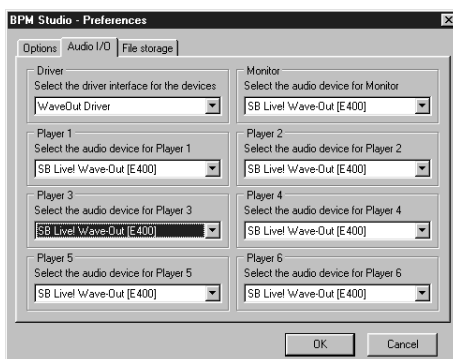 BPM Studio - Preferences
Options Audio I/O File storage
Driver
Select the driver interface for the devices
WaveOut Driver
Monitor
Select the audio device for Monitor
SB Live! Wave-Out [E400]
Player 1
Select the audio device for Player 1
SB Live! Wave-Out [E400]
Player 2
Select the audio device for Player 2
SB Live! Wave-Out [E400]
Player 3
Select the audio device for Player 3
SB Live! Wave-Out [E400]
Player 4
Select the audio device for Player 4
SB Live! Wave-Out [E400]
Player 5
Select the audio device for Player 5
SB Live! Wave-Out [E400]
Player 6
Select the audio device for Player 6
SB Live! Wave-Out [E400]
OK Cancel